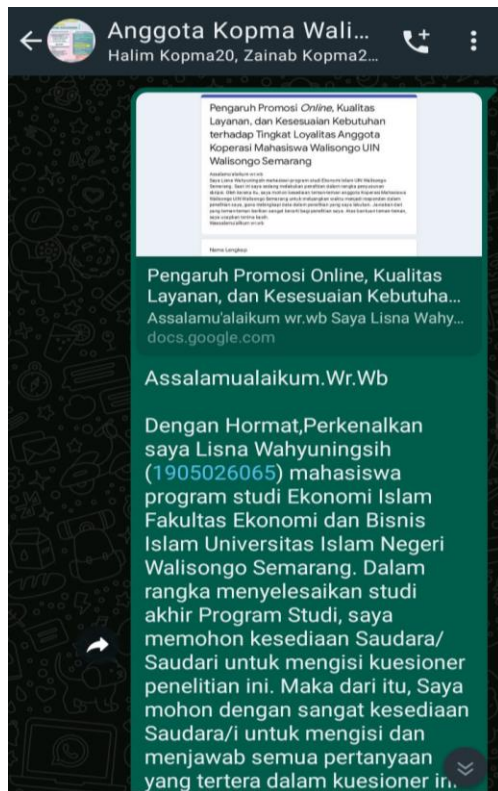 Anggota Kopma Wali...
Halim Kopma20, Zainab Kopma2...
Pengaruh Promosi Online, Kualitas
Layanan, dan Kesesuaian Kebutuhan
terhadap Tingkat Loyalitas Anggota
Koperasi Mahasiswa Walisongo UIN
Walisongo Semarang
Assalamu'alaikum wr.wb
Nama Lengkap
Pengaruh Promosi Online, Kualitas
Layanan, dan Kesesuaian Kebutuha...
Assalamu'alaikum wr.wb Saya Lisna Wahy...
docs.google.com
Assalamualaikum.Wr.Wb
Dengan Hormat,Perkenalkan
saya Lisna Wahyuningsih
(1905026065) mahasiswa
program studi Ekonomi Islam
Fakultas Ekonomi dan Bisnis
Islam Universitas Islam Negeri
Walisongo Semarang. Dalam
rangka menyelesaikan studi
akhir Program Studi, saya
memohon kesediaan Saudara/
Saudari untuk mengisi kuesioner
penelitian ini. Maka dari itu, Saya
mohon dengan sangat kesediaan
Saudara/i untuk mengisi dan
menjawab semua pertanyaan
yang tertera dalam kuesioner in